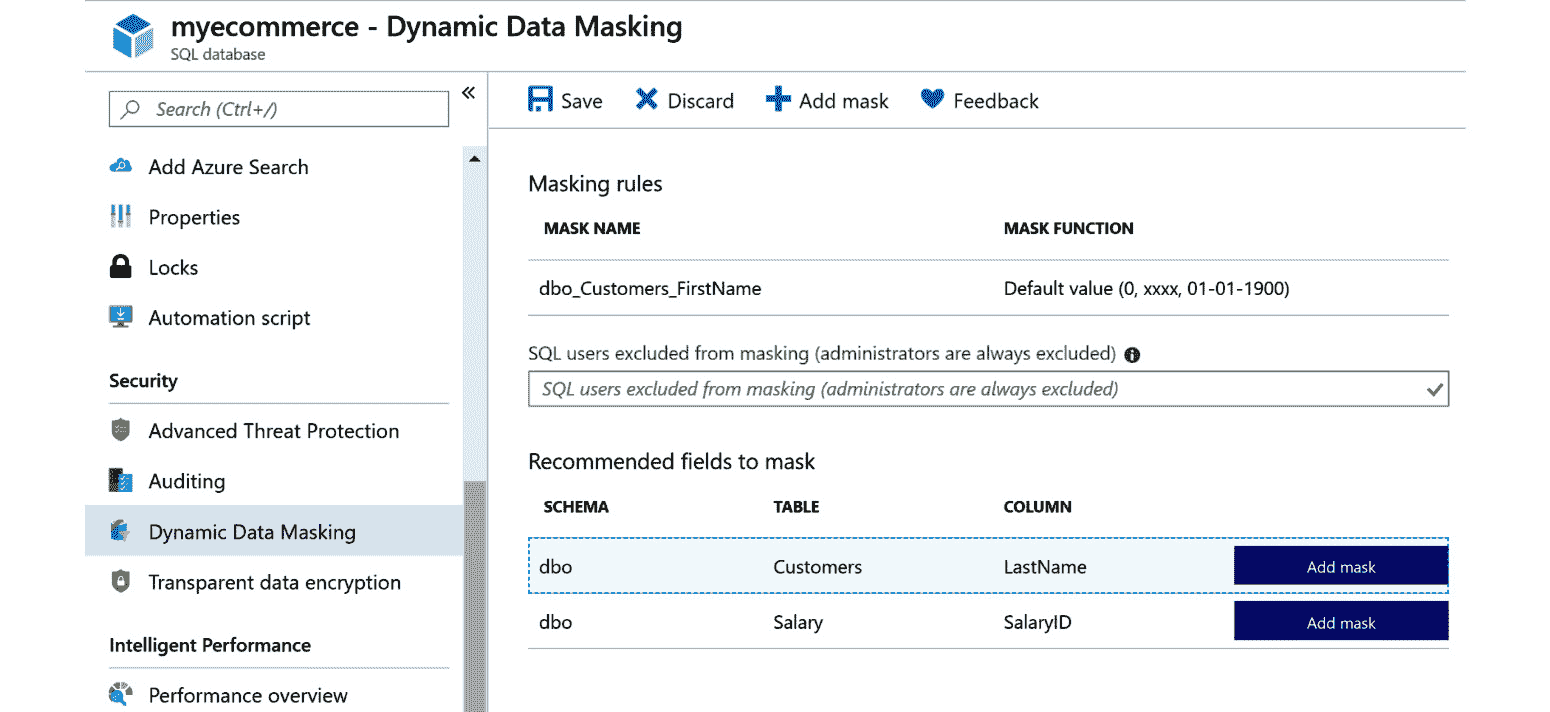 myecommerce - Dynamic Data Masking
SQL database
Search (Ctrl+/)
«
Add Azure Search
Properties
Locks
Automation script
Security
Advanced Threat Protection
Auditing
Dynamic Data Masking
Transparent data encryption
Intelligent Performance
Performance overview
Save Discard Add mask Feedback
Masking rules
MASK NAME MASK FUNCTION
dbo_Customers_FirstName Default value (0, xxxx, 01-01-1900)
SQL users excluded from masking (administrators are always excluded)
SQL users excluded from masking (administrators are always excluded)
Recommended fields to mask
SCHEMA TABLE COLUMN
dbo Customers LastName Add mask
dbo Salary SalaryID Add mask